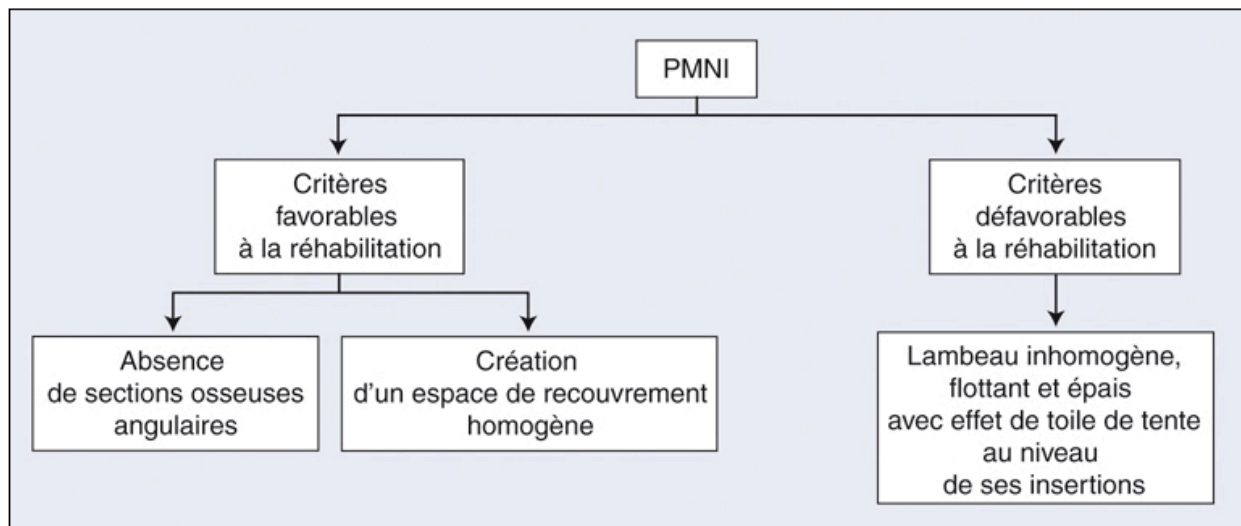 PMNI
Critères
favorables
à la réhabilitation
Critères
défavorables
à la réhabilitation
Absence
de sections osseuses
angulaires
Création
d'un espace de recouvrement
homogène
Lambeau inhomogène,
flottant et épais
avec effet de toile de tente
au niveau
de ses insertions